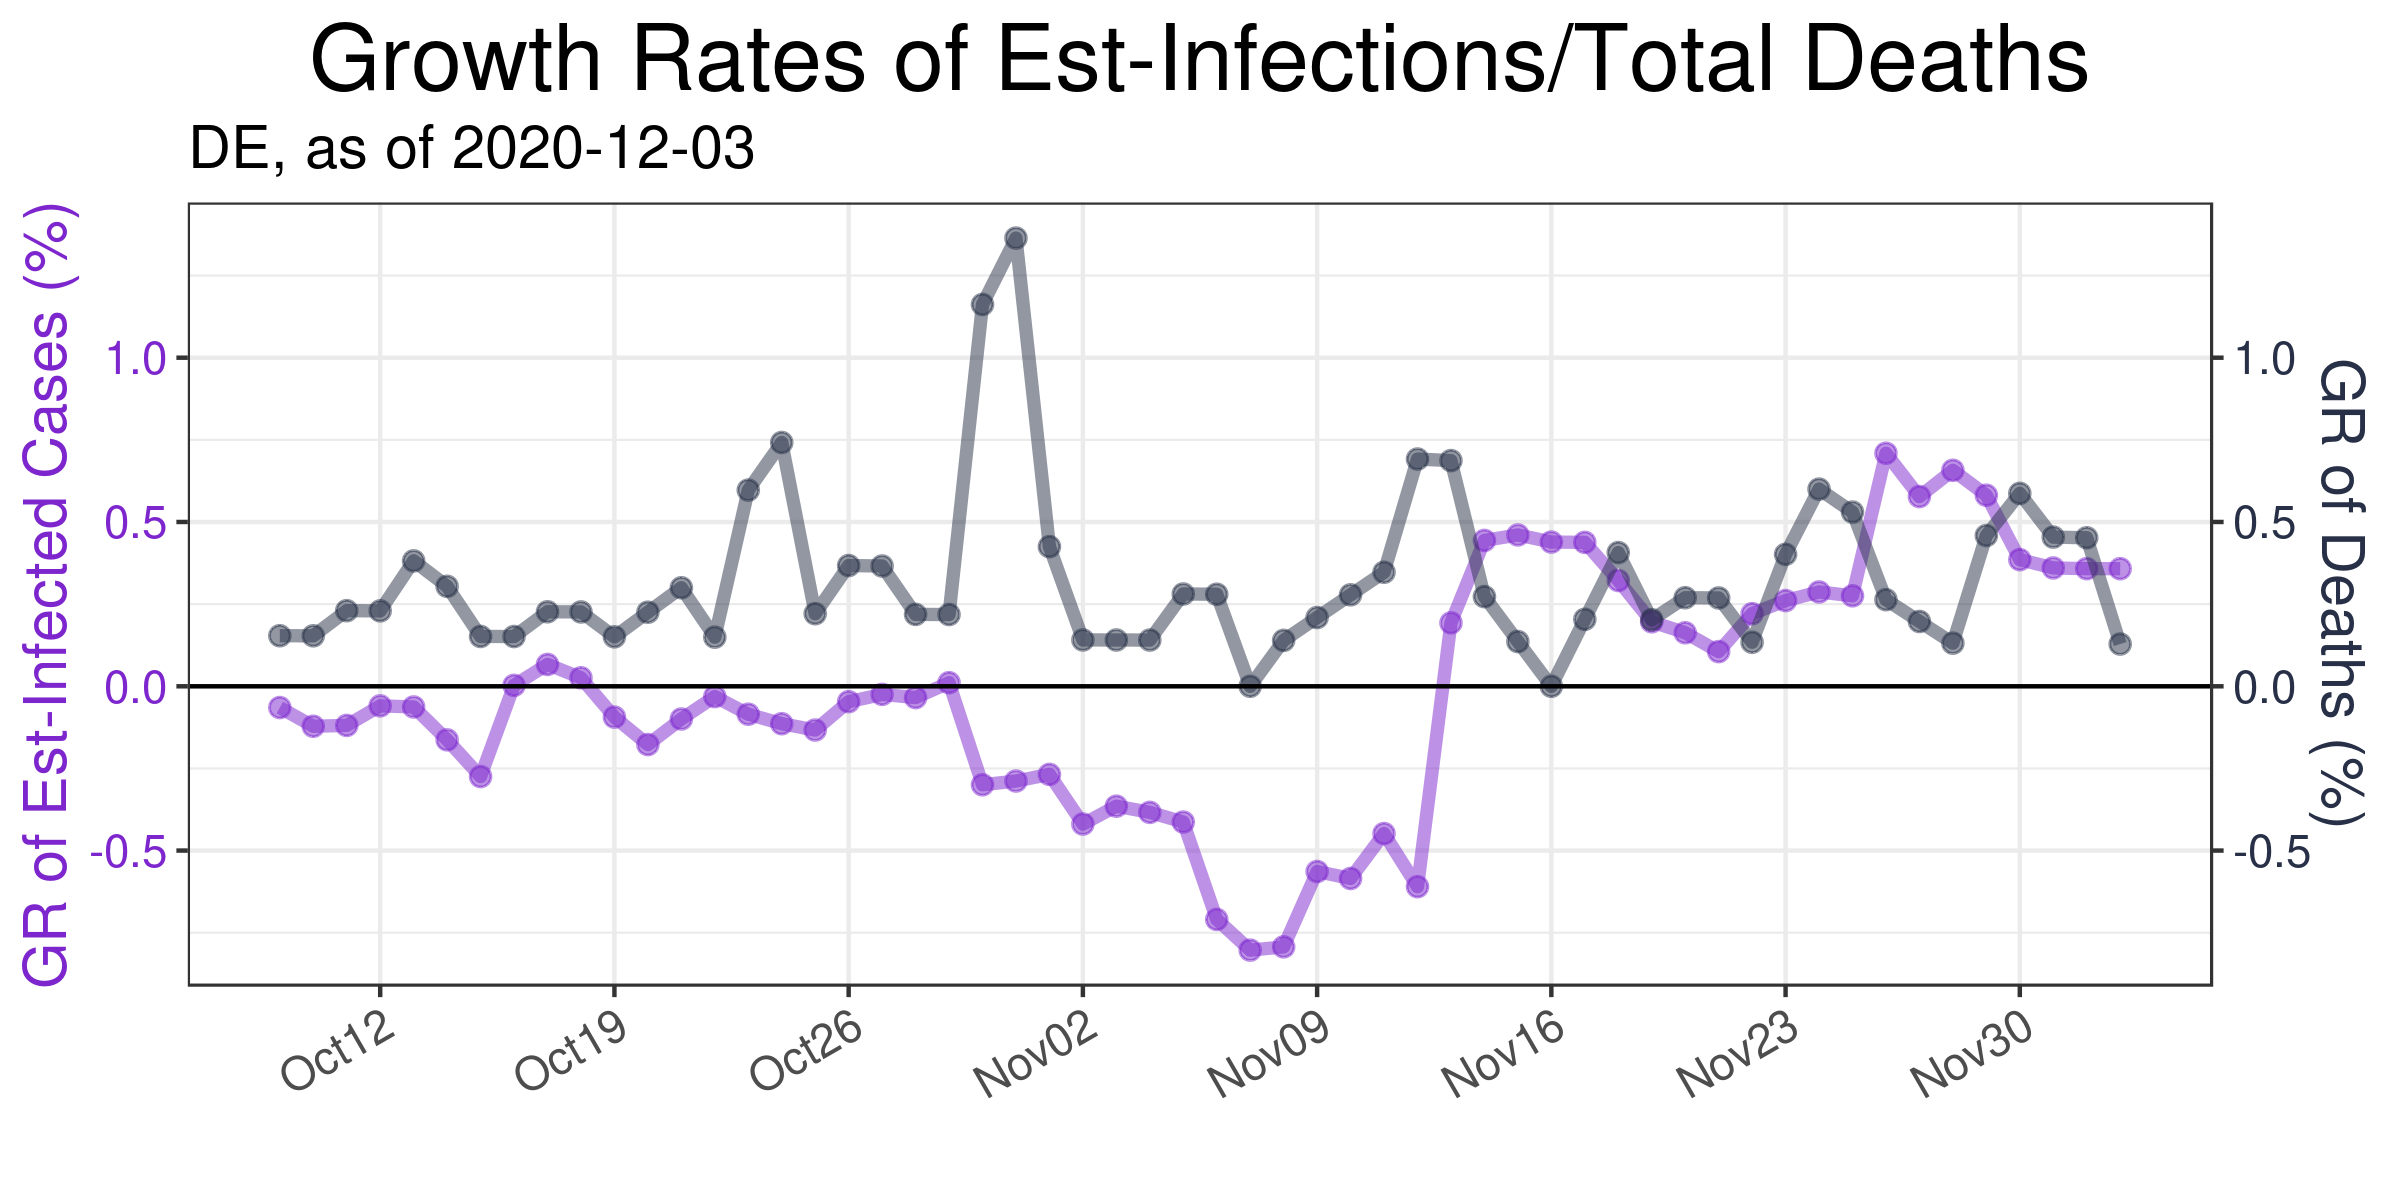 Growth Rates of Est-Infections/Total Deaths
DE, as of 2020-12-03
GR of Est-Infected Cases (%)
1.0
0.5
0.0
-0.5
1.0
0.5
0.0
-0.5
GR of Deaths (%)
Oct12
Oct19
Oct26
Nov02
Nov09
Nov16
Nov23
Nov30